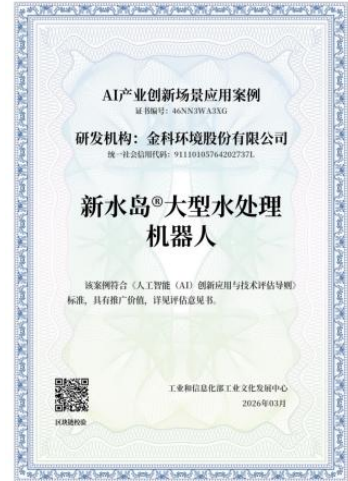 AI产业创新场景应用案例
证书编号：46NN3WA3XG
研发机构：金科环境股份有限公司
统一社会信用代码：91110105764202737L
新水岛®大型水处理
机器人
该案例符合《人工智能（AI）创新应用与技术评估导则》
标准，具有推广价值，详见评估意见书。
工业和信息化部工业文化发展中心
2026年03月
区块链校验